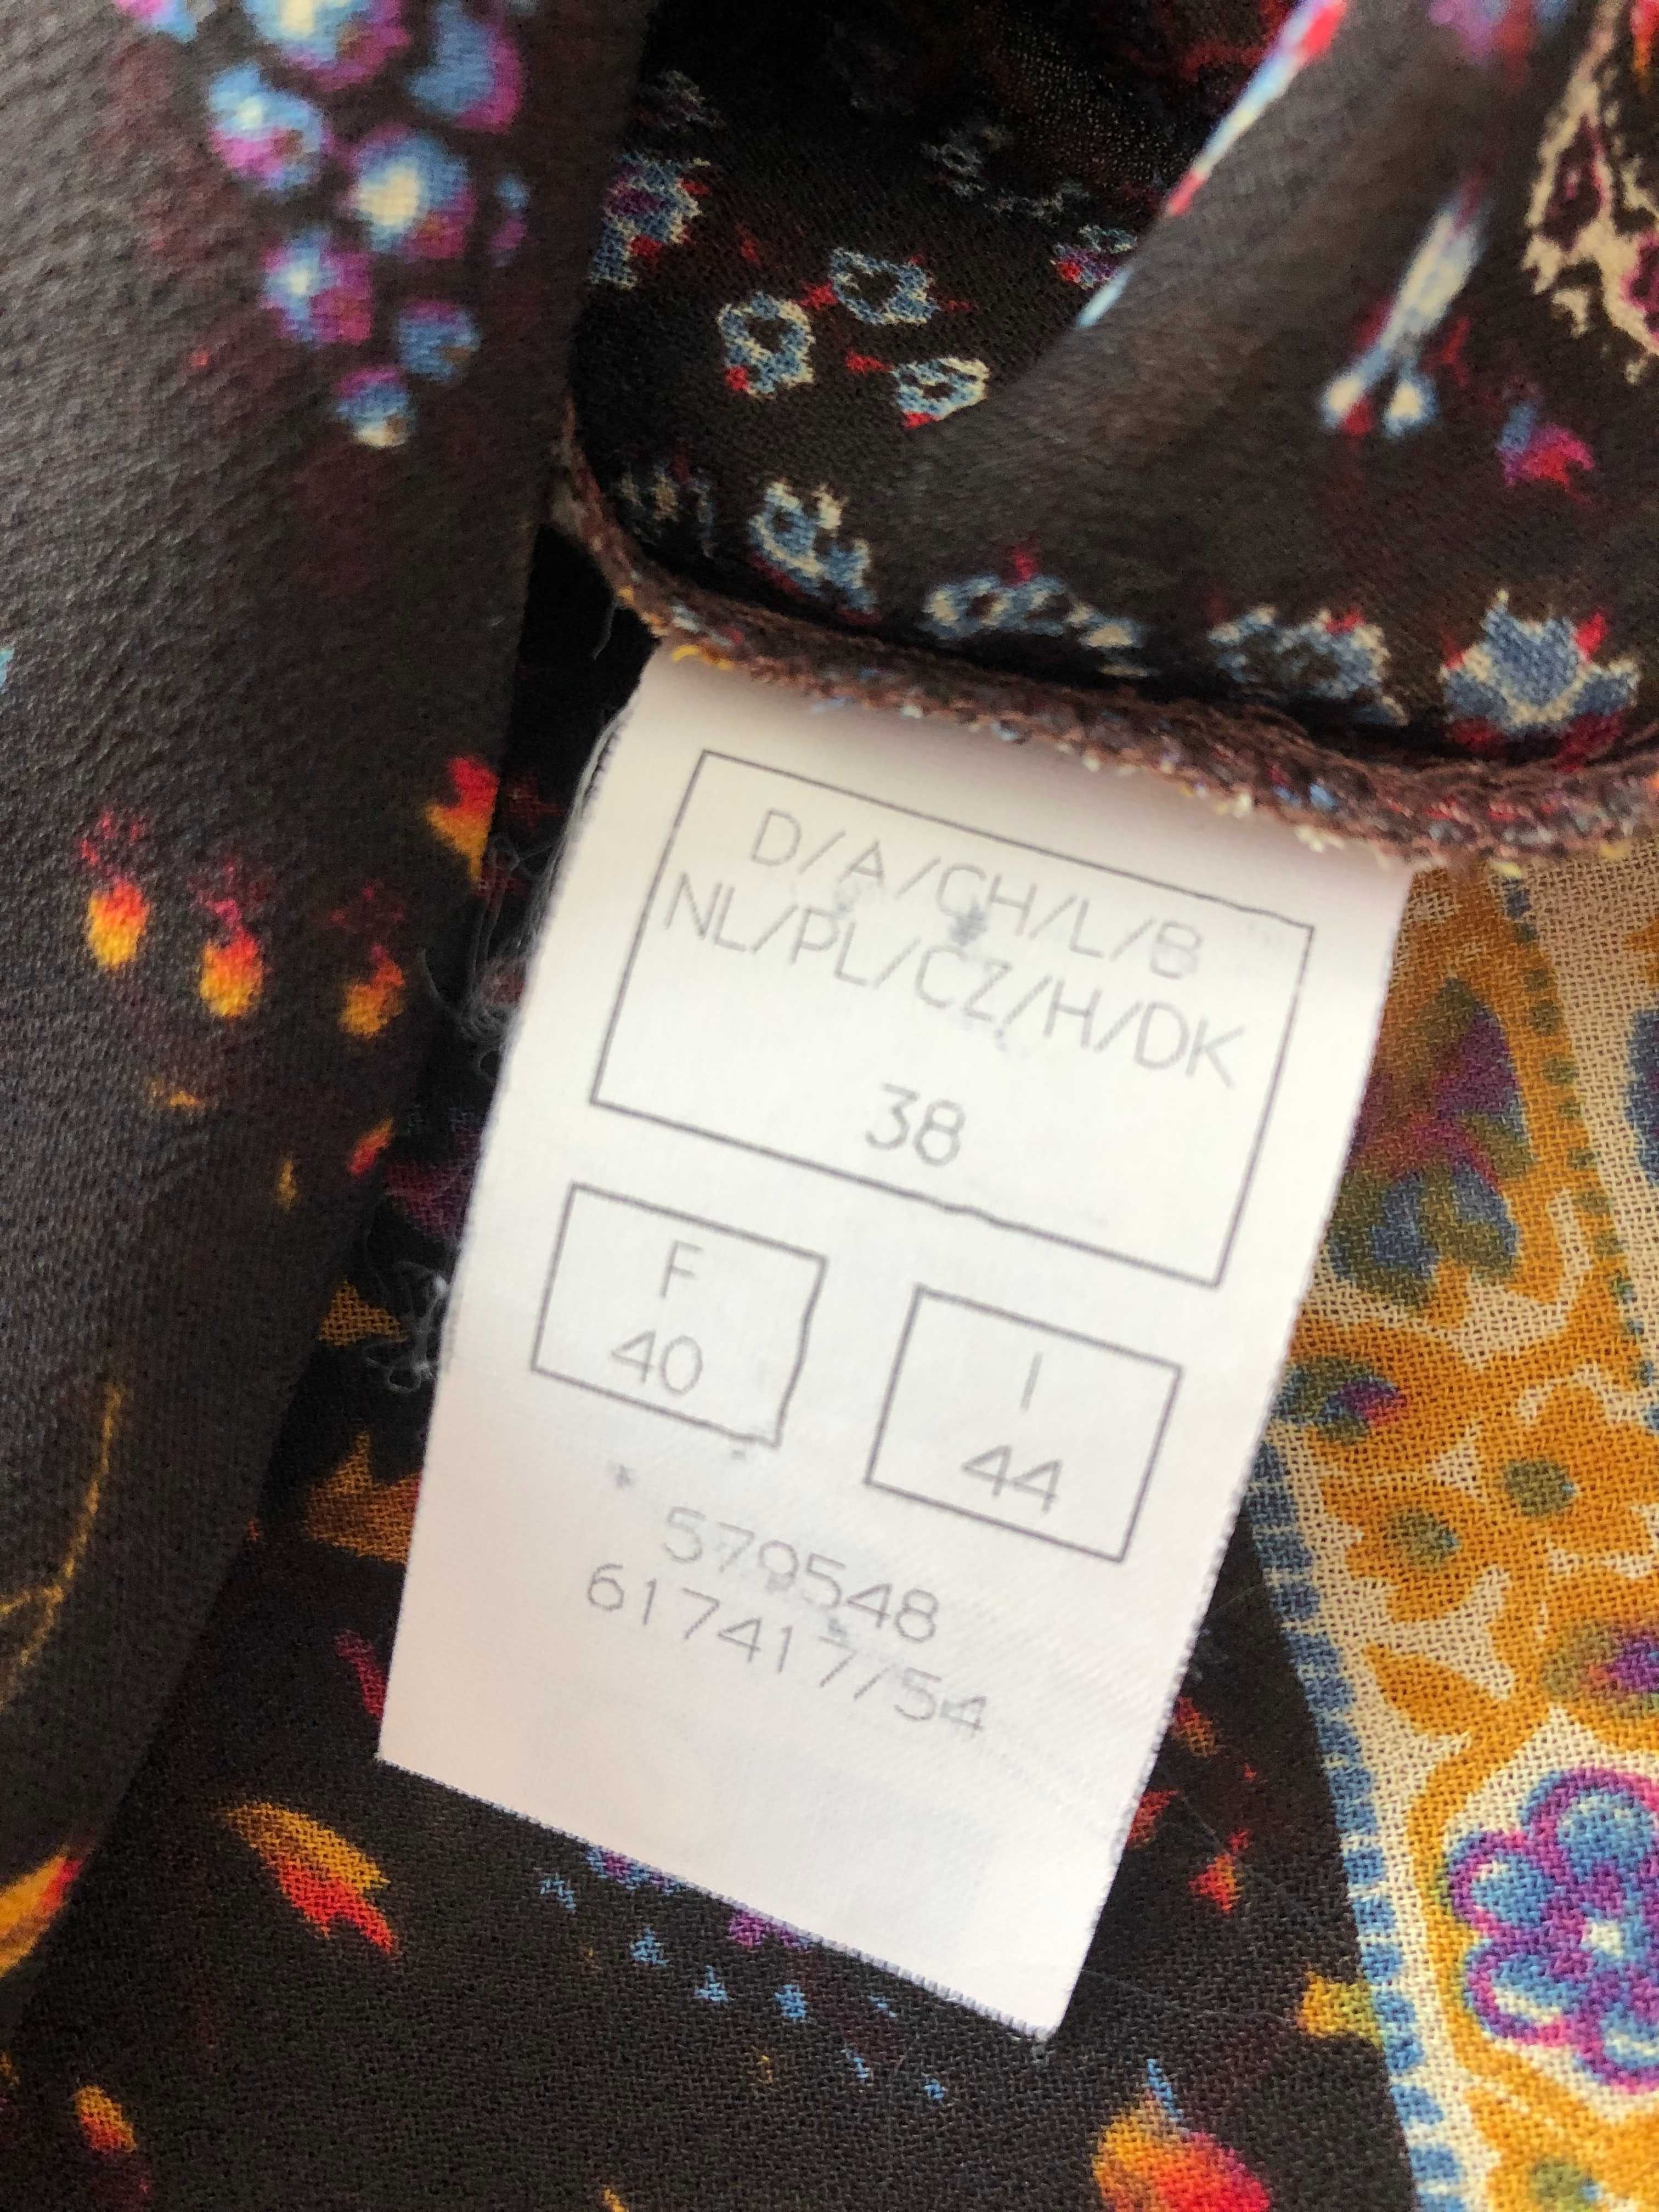 D/A/CH/L/B
NL/PL/CZ/H/DK
38
F
40
I
44
579548
617417/54